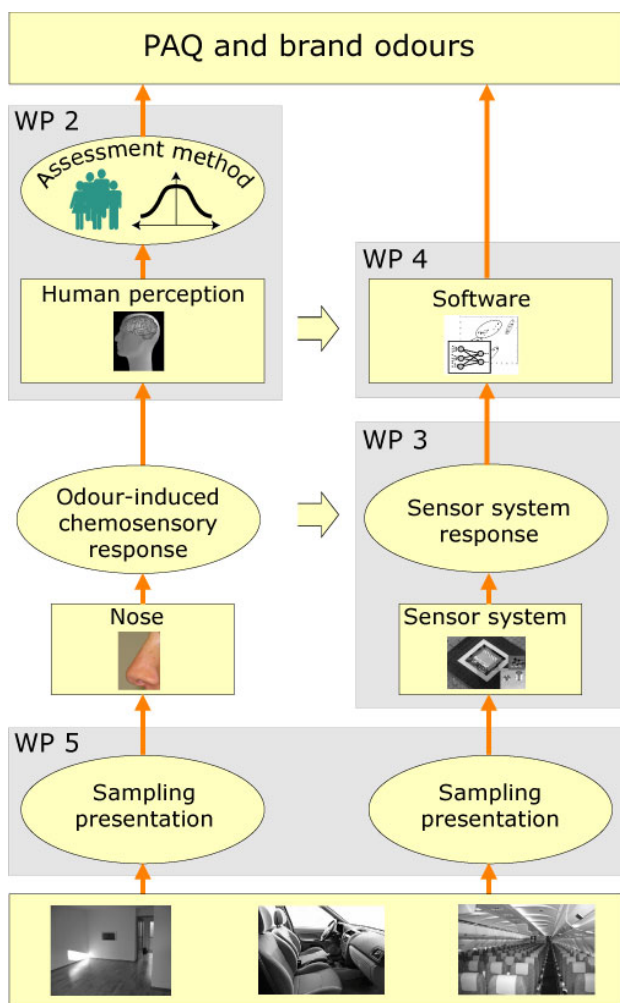 PAQ and brand odours
WP 2
Assessment method
Human perception
WP 4
Software
WP 3
Odour-induced
chemosensory
response
Sensor system
response
Nose
Sensor system
WP 5
Sampling
presentation
Sampling
presentation